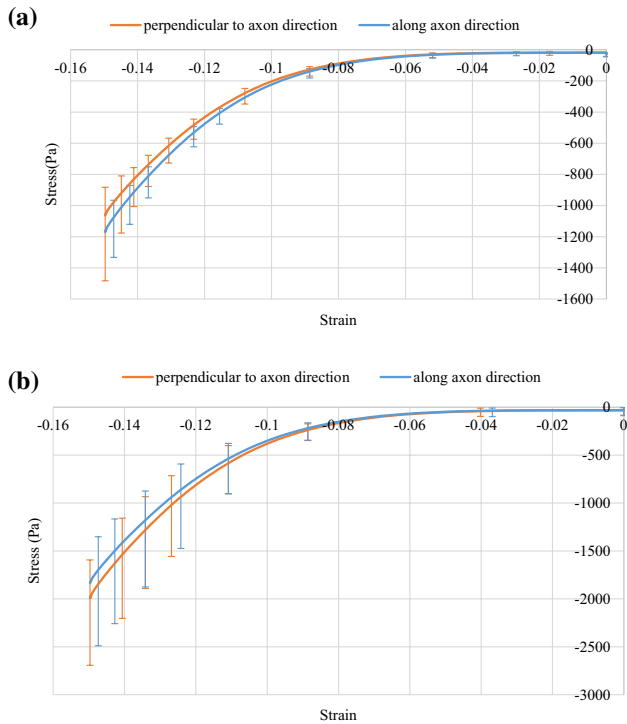 (a)
perpendicular to axon direction along axon direction
0
-0.16 -0.14 -0.12 -0.1 -0.08 -0.06 -0.04 -0.02 0
-200
-400
-600
-800
-1000
-1200
-1400
-1600
Stress(Pa)
Strain
(b)
perpendicular to axon direction along axon direction
0
-0.16 -0.14 -0.12 -0.1 -0.08 -0.06 -0.04 -0.02 0
-500
-1000
-1500
-2000
-2500
-3000
Stress (Pa)
Strain